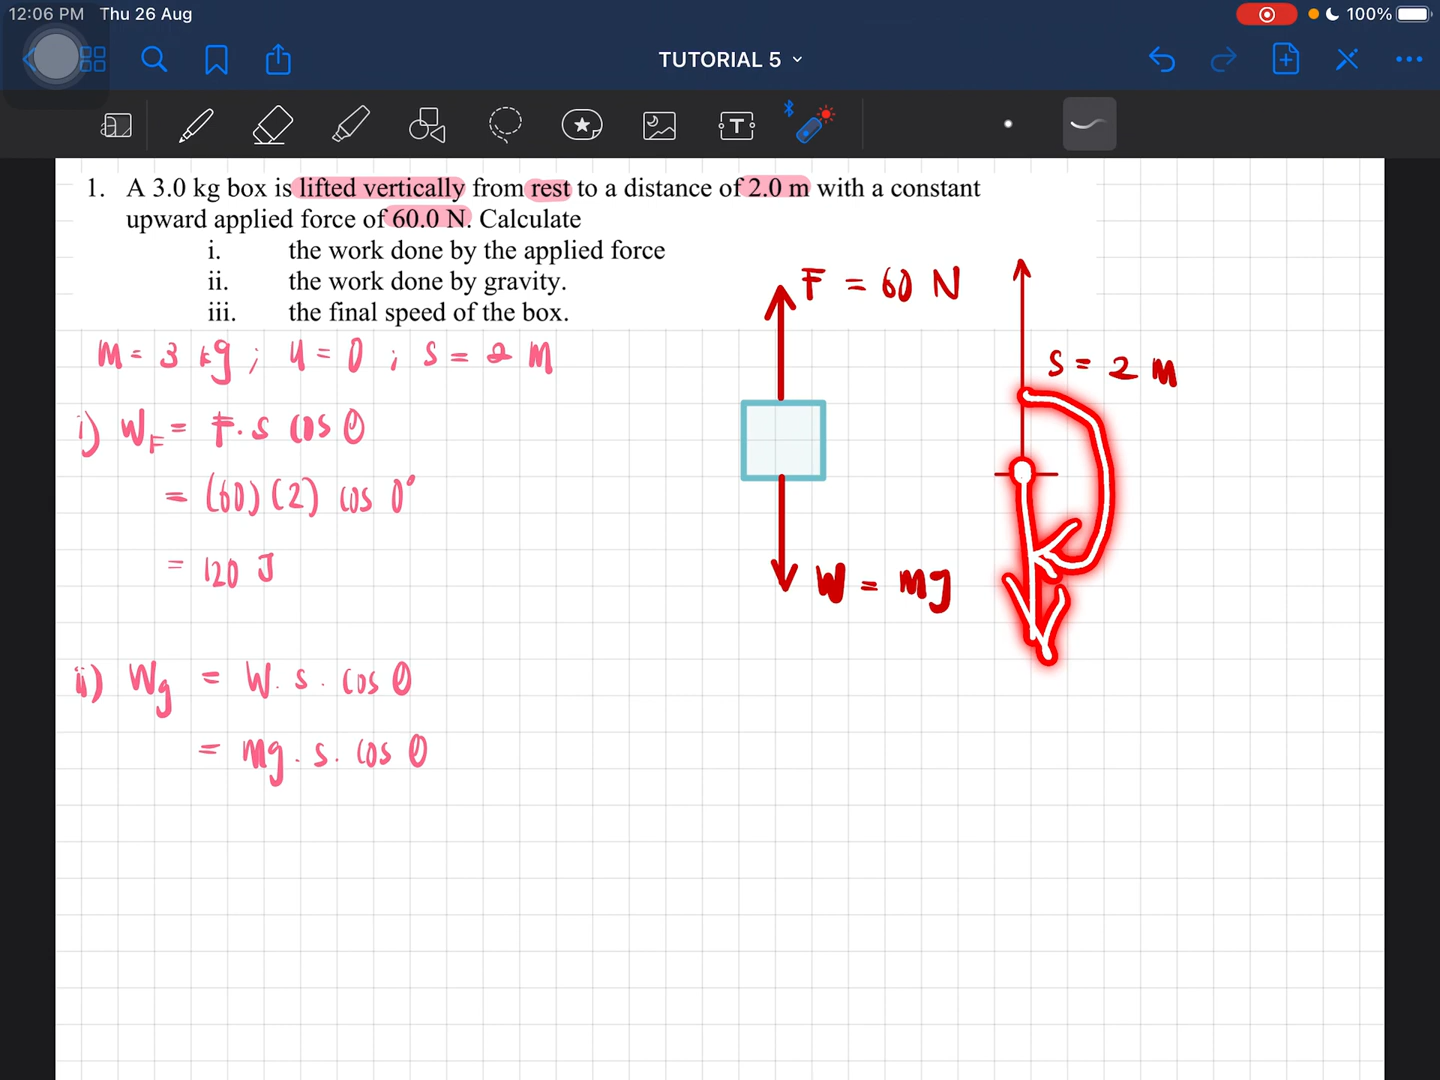 12:06 PM Thu 26 Aug
100%
TUTORIAL 5
T
1. A 3.0 kg box is lifted vertically from rest to a distance of 2.0 m with a constant
upward applied force of 60.0 N. Calculate
i. the work done by the applied force
ii. the work done by gravity.
iii. the final speed of the box.
m = 3 kg ; u = 0 ; s = 2 m
i) W_F = F. s cos θ
= (60) (2) cos 0°
= 120 J
ii) Wg = W. s. cos θ
= mg. s. cos θ
F = 60 N
s = 2 m
W = mg